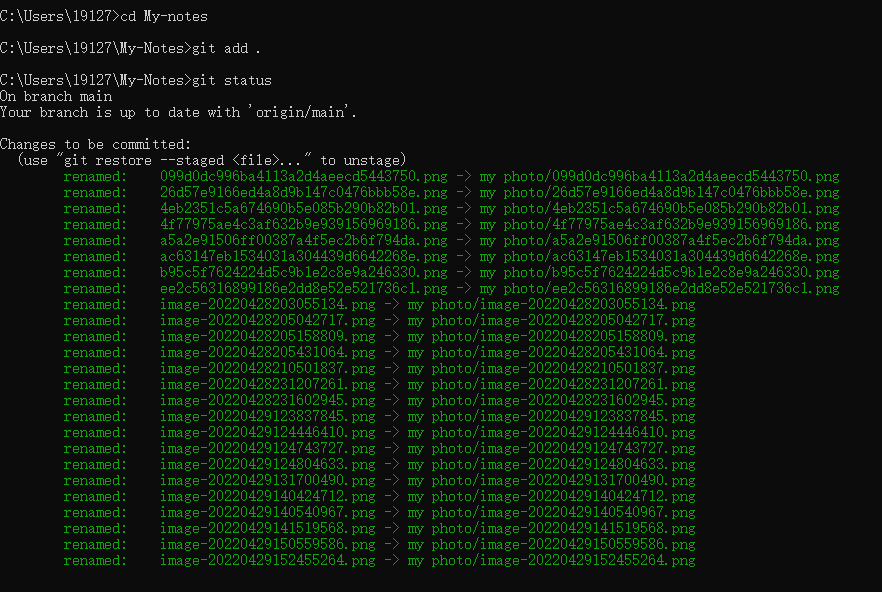 C:\Users\19127>cd My-notes
C:\Users\19127\My-Notes>git add .
C:\Users\19127\My-Notes>git status
On branch main
Your branch is up to date with 'origin/main'.
Changes to be committed:
  (use "git restore --staged <file>..." to unstage)
        renamed:    099d0dc996ba4113a2d4aeecd5443750.png -> my photo/099d0dc996ba4113a2d4aeecd5443750.png
        renamed:    26d57e9166ed4a8d9b147c0476bbb58e.png -> my photo/26d57e9166ed4a8d9b147c0476bbb58e.png
        renamed:    4eb2351c5a674690b5e085b290b82b01.png -> my photo/4eb2351c5a674690b5e085b290b82b01.png
        renamed:    4f77975ae4c3af632b9e939156969186.png -> my photo/4f77975ae4c3af632b9e939156969186.png
        renamed:    a5a2e91506ff00387a4f5ec2b6f794da.png -> my photo/a5a2e91506ff00387a4f5ec2b6f794da.png
        renamed:    ac63147eb1534031a304439d6642268e.png -> my photo/ac63147eb1534031a304439d6642268e.png
        renamed:    b95c5f7624224d5c9b1e2c8e9a246330.png -> my photo/b95c5f7624224d5c9b1e2c8e9a246330.png
        renamed:    ee2c56316899186e2dd8e52e521736c1.png -> my photo/ee2c56316899186e2dd8e52e521736c1.png
        renamed:    image-20220428203055134.png -> my photo/image-20220428203055134.png
        renamed:    image-20220428205042717.png -> my photo/image-20220428205042717.png
        renamed:    image-20220428205158809.png -> my photo/image-20220428205158809.png
        renamed:    image-20220428205431064.png -> my photo/image-20220428205431064.png
        renamed:    image-20220428210501837.png -> my photo/image-20220428210501837.png
        renamed:    image-20220428231207261.png -> my photo/image-20220428231207261.png
        renamed:    image-20220428231602945.png -> my photo/image-20220428231602945.png
        renamed:    image-20220429123837845.png -> my photo/image-20220429123837845.png
        renamed:    image-20220429124446410.png -> my photo/image-20220429124446410.png
        renamed:    image-20220429124743727.png -> my photo/image-20220429124743727.png
        renamed:    image-20220429124804633.png -> my photo/image-20220429124804633.png
        renamed:    image-20220429131700490.png -> my photo/image-20220429131700490.png
        renamed:    image-20220429140424712.png -> my photo/image-20220429140424712.png
        renamed:    image-20220429140540967.png -> my photo/image-20220429140540967.png
        renamed:    image-20220429141519568.png -> my photo/image-20220429141519568.png
        renamed:    image-20220429150559586.png -> my photo/image-20220429150559586.png
        renamed:    image-20220429152455264.png -> my photo/image-20220429152455264.png